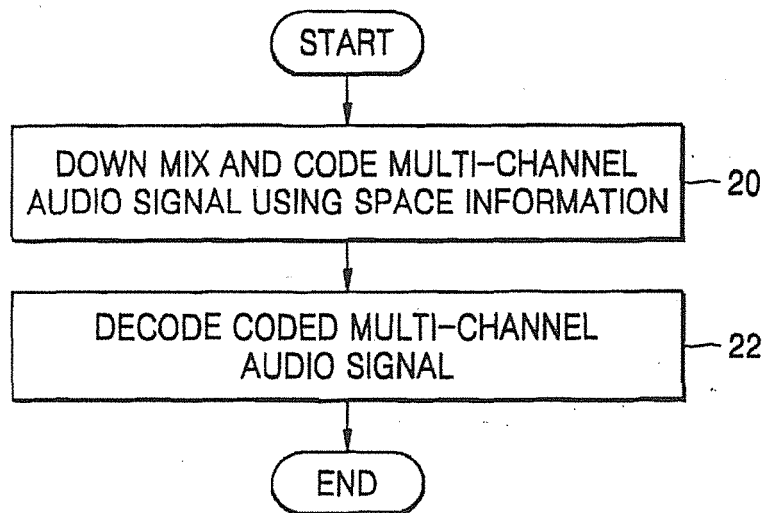 START
DOWN MIX AND CODE MULTI-CHANNEL
AUDIO SIGNAL USING SPACE INFORMATION
20
DECODE CODED MULTI-CHANNEL
AUDIO SIGNAL
22
END